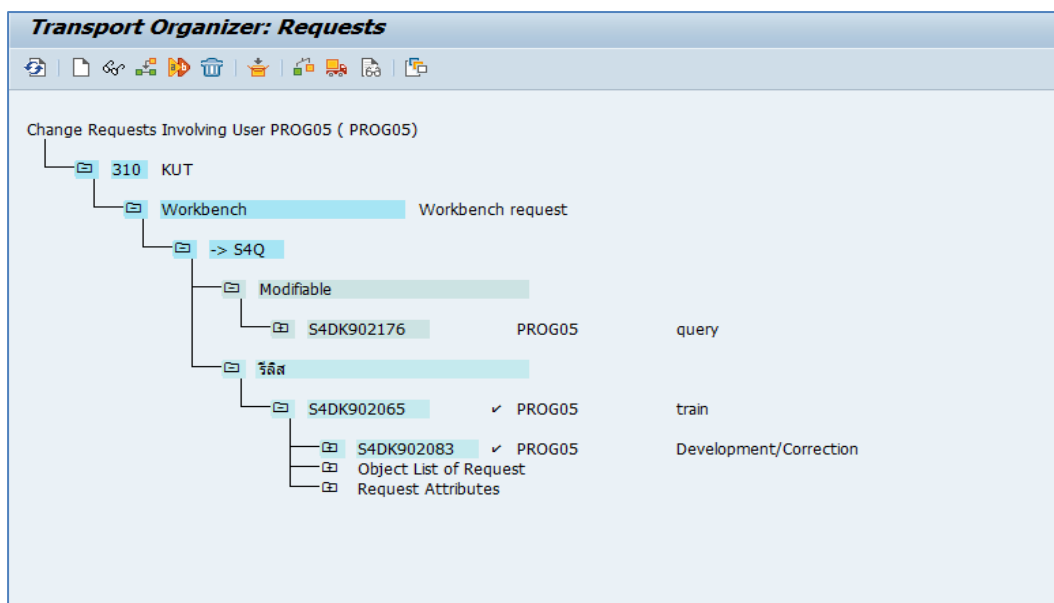 Transport Organizer: Requests
Change Requests Involving User PROG05 ( PROG05)
310 KUT
Workbench Workbench request
-> S4Q
Modifiable
S4DK902176 PROG05 query
รีลิส
S4DK902065 ✔ PROG05 train
S4DK902083 ✔ PROG05 Development/Correction
Object List of Request
Request Attributes